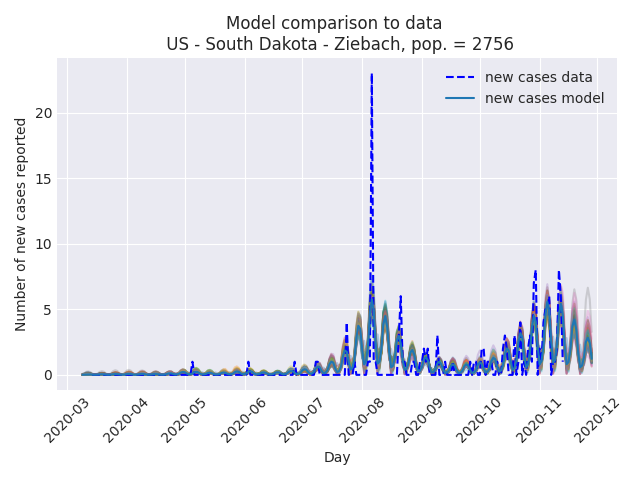 Model comparison to data
US - South Dakota - Ziebach, pop. = 2756
new cases data
new cases model
Number of new cases reported
20
15
10
5
0
2020-03
2020-04
2020-05
2020-06
2020-07
2020-08
2020-09
2020-10
2020-11
2020-12
Day